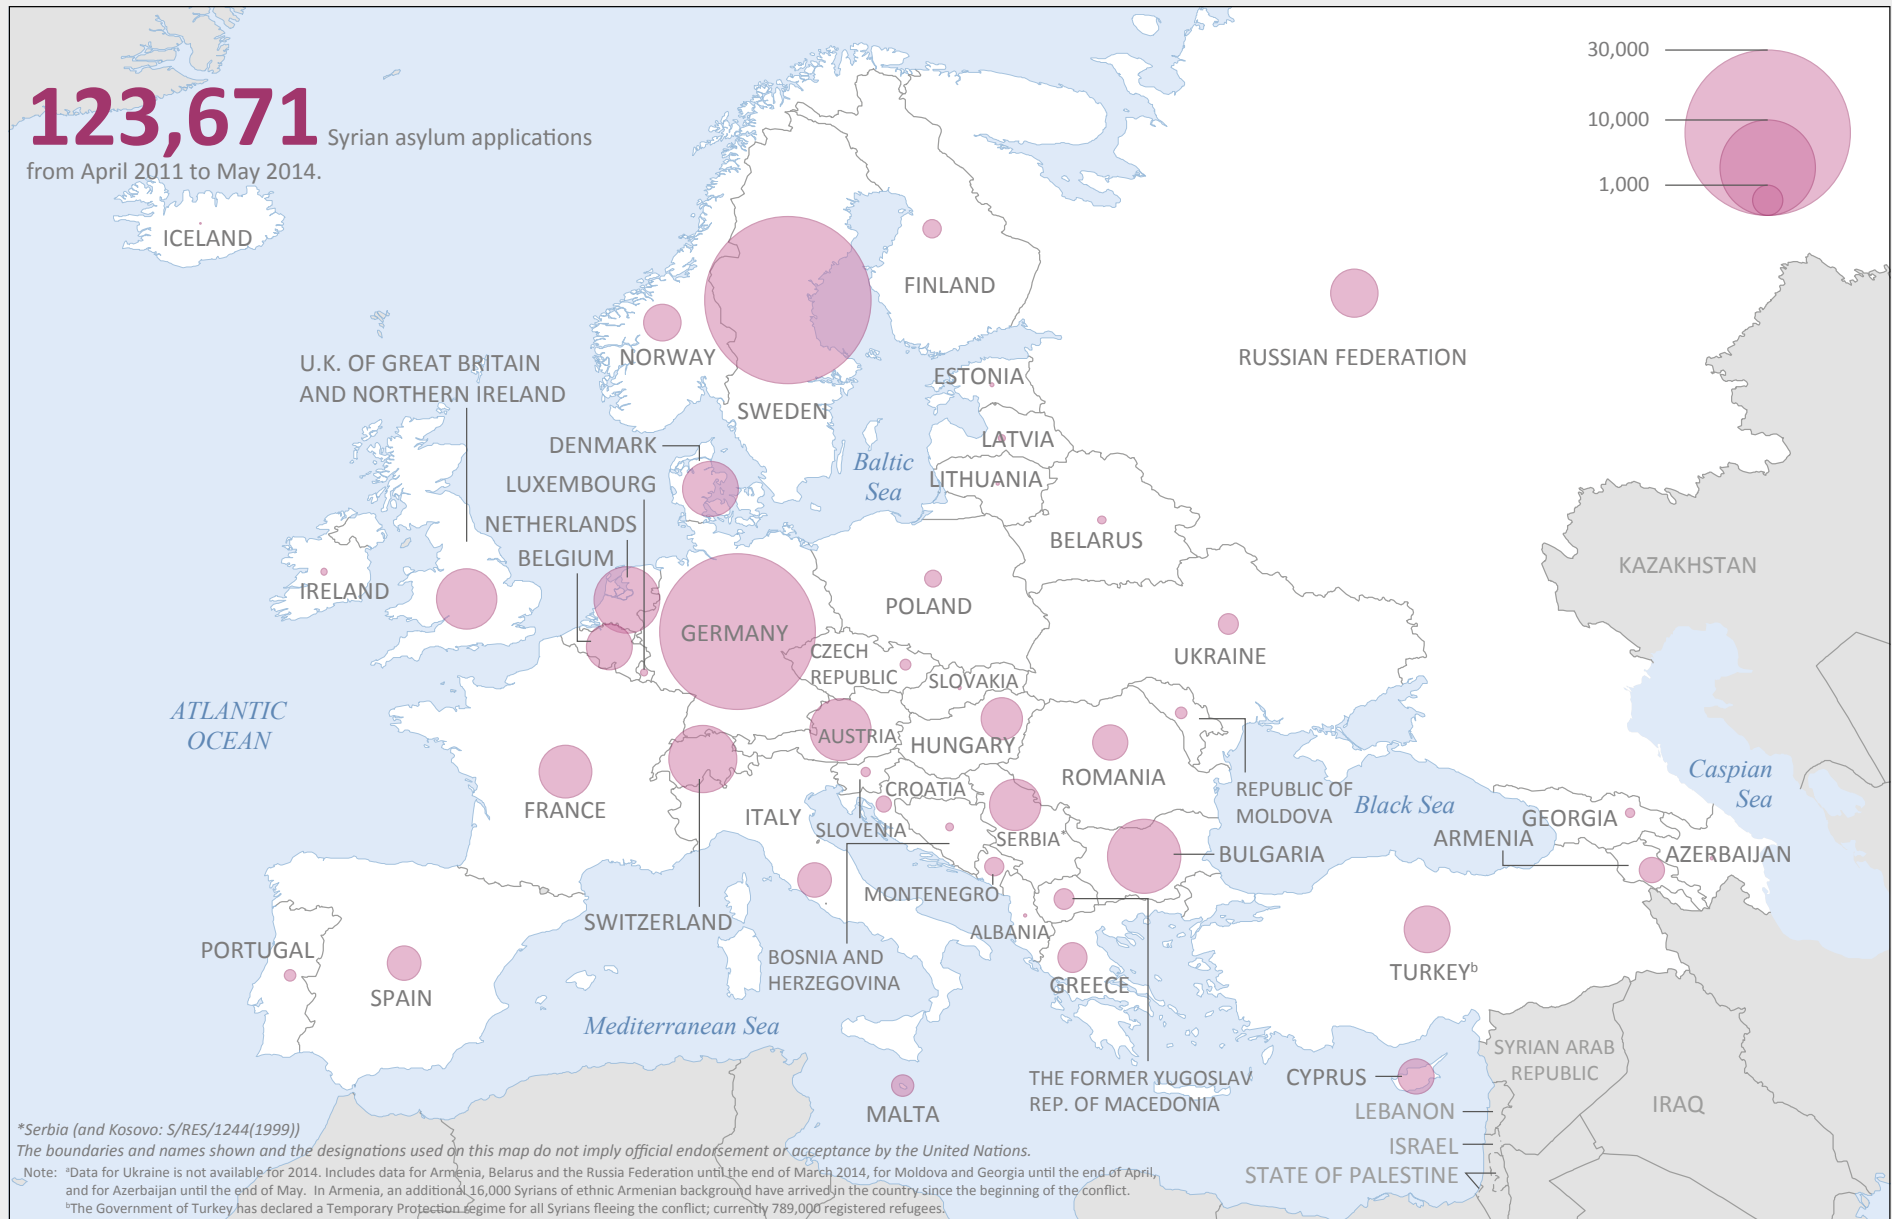 123,671 Syrian asylum applications
from April 2011 to May 2014.
30,000
10,000
1,000
ICELAND
FINLAND
NORWAY
RUSSIAN FEDERATION
U.K. OF GREAT BRITAIN
AND NORTHERN IRELAND
ESTONIA
SWEDEN
LATVIA
DENMARK
Baltic
Sea
LITHUANIA
LUXEMBOURG
NETHERLANDS
BELGIUM
BELARUS
KAZAKHSTAN
IRELAND
POLAND
GERMANY
UKRAINE
CZECH
REPUBLIC
SLOVAKIA
ATLANTIC
OCEAN
AUSTRIA
HUNGARY
ROMANIA
REPUBLIC OF
MOLDOVA
Black Sea
Caspian
Sea
FRANCE
ITALY
CROATIA
SLOVENIA
SERBIA*
GEORGIA
ARMENIA
AZERBAIJAN
BULGARIA
MONTENEGRO
SWITZERLAND
ALBANIA
PORTUGAL
BOSNIA AND
HERZEGOVINA
SPAIN
GREECE
TURKEYᵇ
Mediterranean Sea
SYRIAN ARAB
REPUBLIC
THE FORMER YUGOSLAV
REP. OF MACEDONIA
CYPRUS
MALTA
LEBANON
IRAQ
ISRAEL
STATE OF PALESTINE
*Serbia (and Kosovo: S/RES/1244(1999))
The boundaries and names shown and the designations used on this map do not imply official endorsement or acceptance by the United Nations.
Note: ᵃData for Ukraine is not available for 2014. Includes data for Armenia, Belarus and the Russia Federation until the end of March 2014, for Moldova and Georgia until the end of April,
and for Azerbaijan until the end of May. In Armenia, an additional 16,000 Syrians of ethnic Armenian background have arrived in the country since the beginning of the conflict.
ᵇThe Government of Turkey has declared a Temporary Protection regime for all Syrians fleeing the conflict; currently 789,000 registered refugees.